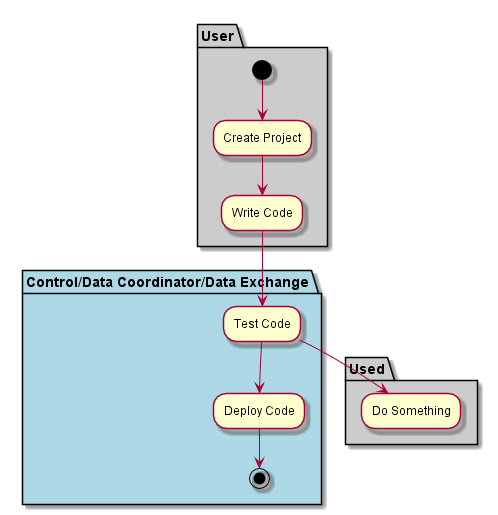 User
Create Project
Write Code
Control/Data Coordinator/Data Exchange
Test Code
Used
Deploy Code
Do Something